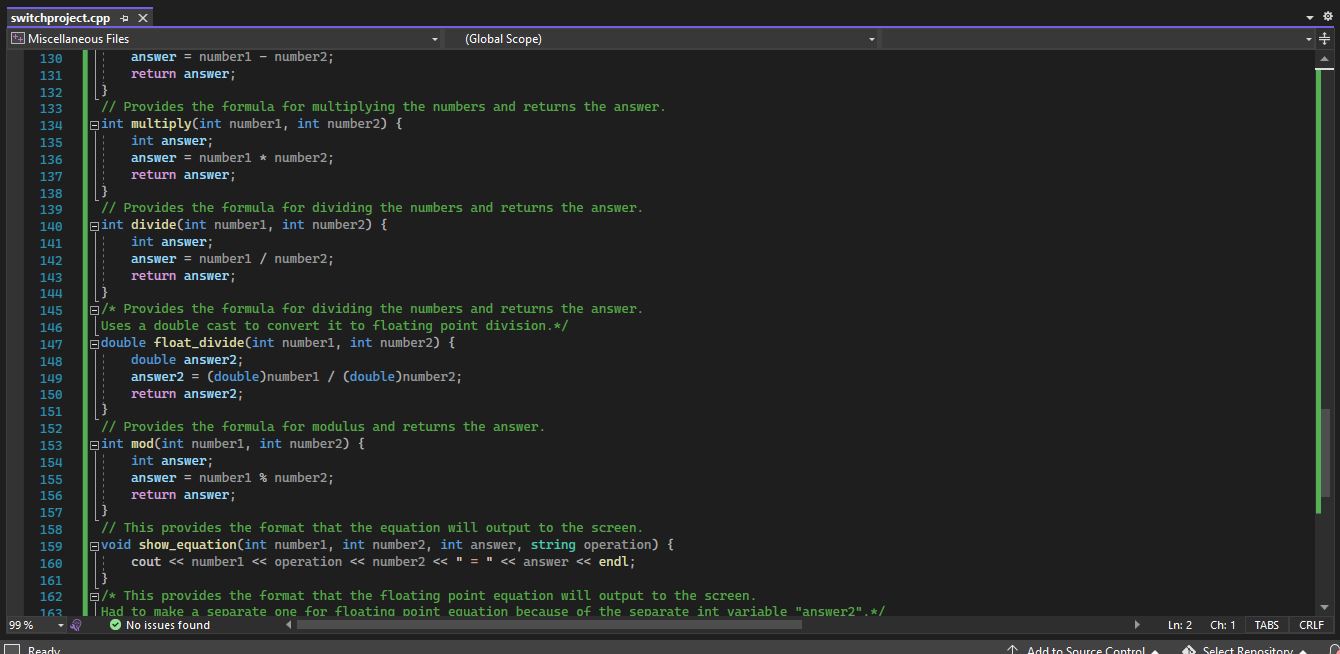 switchproject.cpp
Miscellaneous Files (Global Scope)
130 answer = number1 - number2;
131 return answer;
132 }
133 // Provides the formula for multiplying the numbers and returns the answer.
134 int multiply(int number1, int number2) {
135 int answer;
136 answer = number1 * number2;
137 return answer;
138 }
139 // Provides the formula for dividing the numbers and returns the answer.
140 int divide(int number1, int number2) {
141 int answer;
142 answer = number1 / number2;
143 return answer;
144 }
145 /* Provides the formula for dividing the numbers and returns the answer.
146 Uses a double cast to convert it to floating point division.*/
147 double float_divide(int number1, int number2) {
148 double answer2;
149 answer2 = (double)number1 / (double)number2;
150 return answer2;
151 }
152 // Provides the formula for modulus and returns the answer.
153 int mod(int number1, int number2) {
154 int answer;
155 answer = number1 % number2;
156 return answer;
157 }
158 // This provides the format that the equation will output to the screen.
159 void show_equation(int number1, int number2, int answer, string operation) {
160 cout << number1 << operation << number2 << " = " << answer << endl;
161 }
162 /* This provides the format that the floating point equation will output to the screen.
163 Had to make a separate one for floating point equation because of the separate int variable "answer2".*/
99 % No issues found Ln: 2 Ch: 1 TABS CRLF
Ready Add to Source Control Select Repository